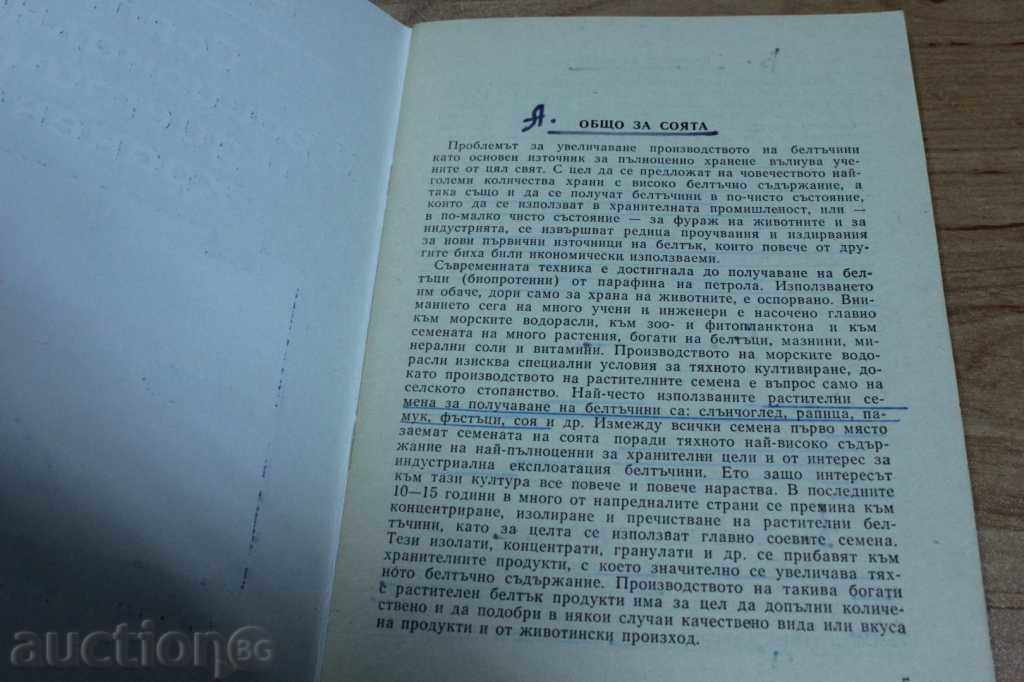 А. ОБЩО ЗА СОЯТА
Проблемът за увеличаване производството на белтъчини
като основен източник за пълноценно хранене вълнува уче-
ните от цял свят. С цел да се предложат на човечеството най-
големи количества храни с високо белтъчно съдържание, а
така също и да се получат белтъчини в по-чисто състояние,
които да се използват в хранителната промишленост, или —
в по-малко чисто състояние — за фураж на животните и за
индустрията, се извършват редица проучвания и издирвания
за нови първични източници на белтък, които повече от дру-
гите биха били икономически използваеми.
Съвременната техника е достигнала до получаване на бел-
тъци (биопротеини) от парафина на петрола. Използването
им обаче, дори само за храна на животните, е оспорвано. Вни-
манието сега на много учени и инженери е насочено главно
към морските водорасли, към зоо- и фитопланктона и към
семената на много растения, богати на белтъци, мазнини, ми-
нерални соли и витамини. Производството на морските водо-
расли изисква специални условия за тяхното култивиране, до-
като производството на растителните семена е въпрос само на
селското стопанство. Най-често използваните растителни се-
мена за получаване на белтъчини са: слънчоглед, рапица, па-
мук, фъстъци, соя и др. Измежду всички семена първо място
заемат семената на соята поради тяхното най-високо съдър-
жание на най-пълноценни за хранителни цели и от интерес за
индустриална експлоатация белтъчини. Ето защо интересът
към тази култура все повече и повече нараства. В последните
10—15 години в много от напредналите страни се премина към
концентриране, изолиране и пречистване на растителни бел-
тъчини, като за целта се използват главно соевите семена.
Тези изолати, концентрати, гранулати и др. се прибавят към
хранителните продукти, с което значително се увеличава тях-
ното белтъчно съдържание. Производството на такива богати
с растителен белтък продукти има за цел да допълни количе-
ствено и да подобри в някои случаи качествено вида или вкуса
на продукти и от животински произход.
auctionBG